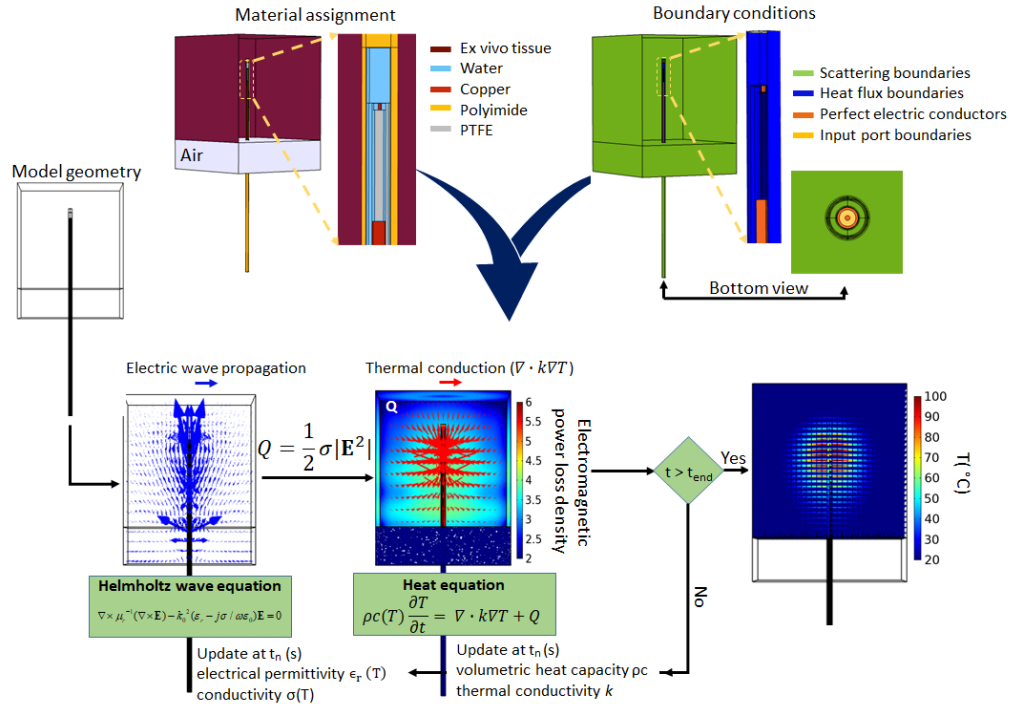 Material assignment
Ex vivo tissue
Water
Copper
Polyimide
PTFE
Air
Boundary conditions
Scattering boundaries
Heat flux boundaries
Perfect electric conductors
Input port boundaries
Bottom view
Model geometry
Electric wave propagation
Q = 1/2 σ|E²|
Thermal conduction (∇ · k∇T)
Q
6
5.5
5
4.5
4
3.5
3
2.5
2
Electromagnetic
power loss density
t > t_end
Yes
No
100
90
80
70
60
50
40
30
20
T(°C)
Helmholtz wave equation
∇×μᵣ⁻¹(∇×E)−k₀²(εᵣ−jσ/ωε₀)E=0
Heat equation
ρc(T) ∂T/∂t = ∇ · k∇T + Q
Update at tₙ (s)
electrical permittivity ϵᵣ (T)
conductivity σ(T)
Update at tₙ (s)
volumetric heat capacity ρc
thermal conductivity k